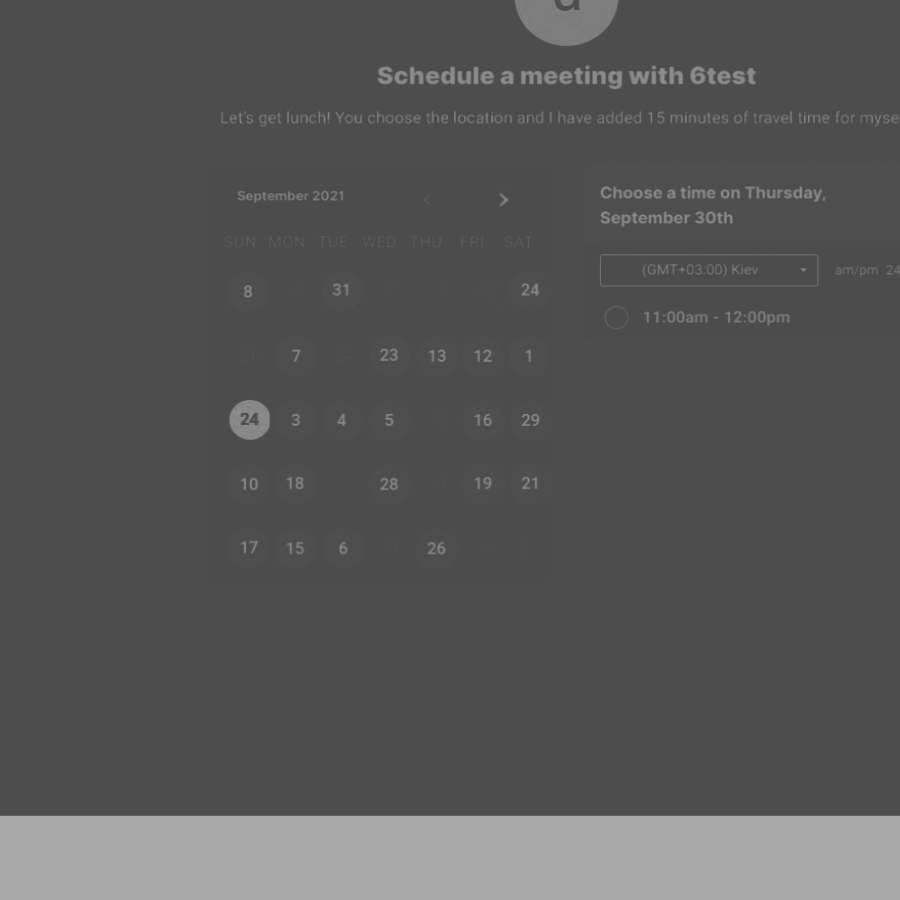 Schedule a meeting with 6test
Let's get lunch! You choose the location and I have added 15 minutes of travel time for myse
September 2021
SUN MON TUE WED THU FRI SAT
8 31 24
7 23 13 12 1
24 3 4 5 16 29
10 18 28 19 21
17 15 6 26
Choose a time on Thursday,
September 30th
(GMT+03:00) Kiev am/pm 24
11:00am - 12:00pm